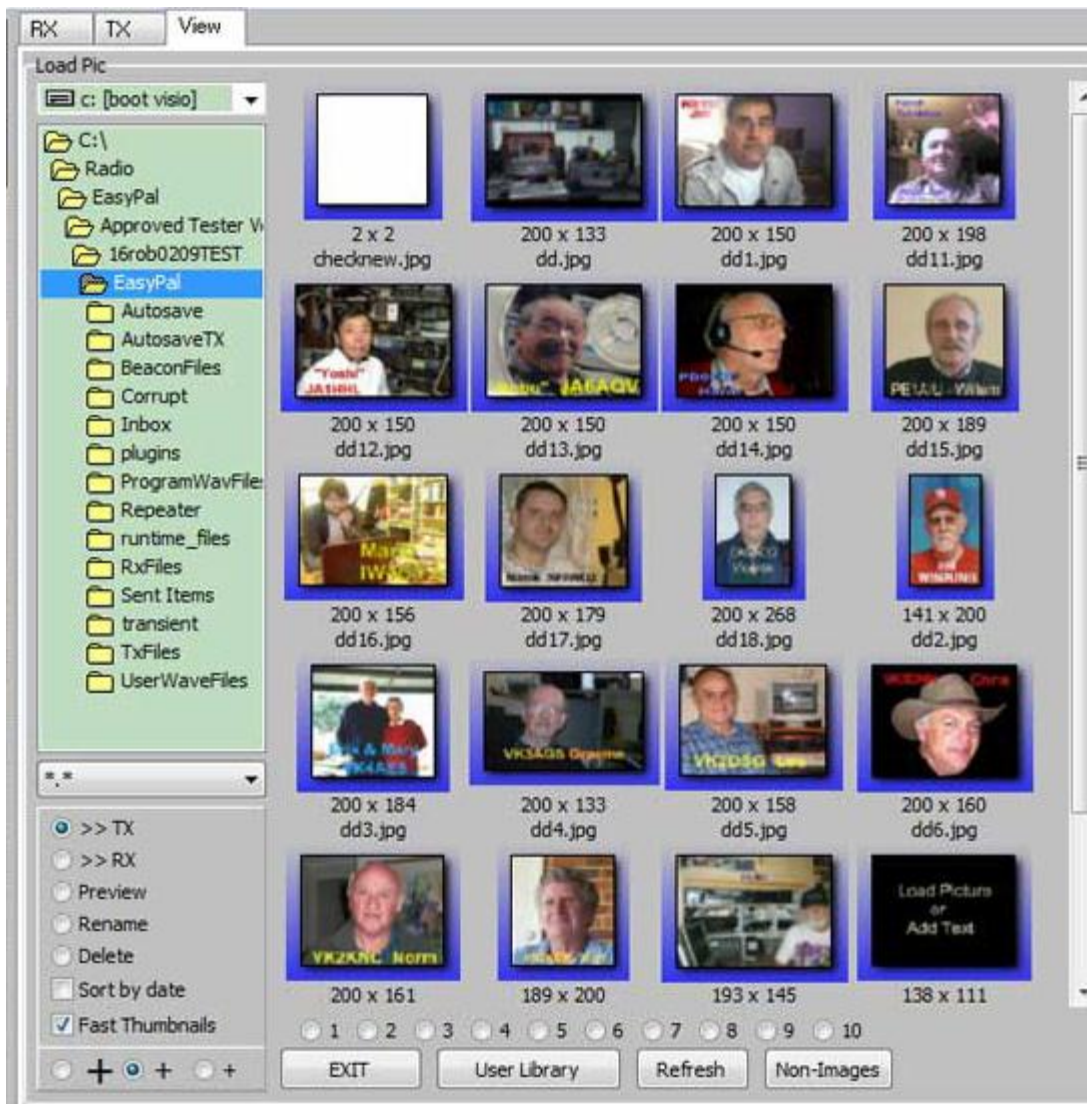 RX TX View
Load Pic
c: [boot visio]
C:\
Radio
EasyPal
Approved Tester
16rob0209TEST
EasyPal
Autosave
AutosaveTX
BeaconFiles
Corrupt
Inbox
plugins
ProgramWavFile
Repeater
runtime_files
RxFiles
Sent Items
transient
TxFiles
UserWaveFiles
*.*
>> TX
>> RX
Preview
Rename
Delete
Sort by date
Fast Thumbnails
+ + +
2 x 2
checknew.jpg
200 x 133
dd.jpg
200 x 150
dd1.jpg
200 x 198
dd11.jpg
"Yoshi"
200 x 150
dd12.jpg
JA6AQV
200 x 150
dd13.jpg
200 x 150
dd14.jpg
200 x 189
dd15.jpg
200 x 156
dd16.jpg
200 x 179
dd17.jpg
200 x 268
dd18.jpg
141 x 200
dd2.jpg
200 x 184
dd3.jpg
VK5AGS Graeme
200 x 133
dd4.jpg
200 x 158
dd5.jpg
Chris
200 x 160
dd6.jpg
VK2KNC Norm
200 x 161
189 x 200
193 x 145
Load Picture
or
Add Text
138 x 111
1 2 3 4 5 6 7 8 9 10
EXIT User Library Refresh Non-Images